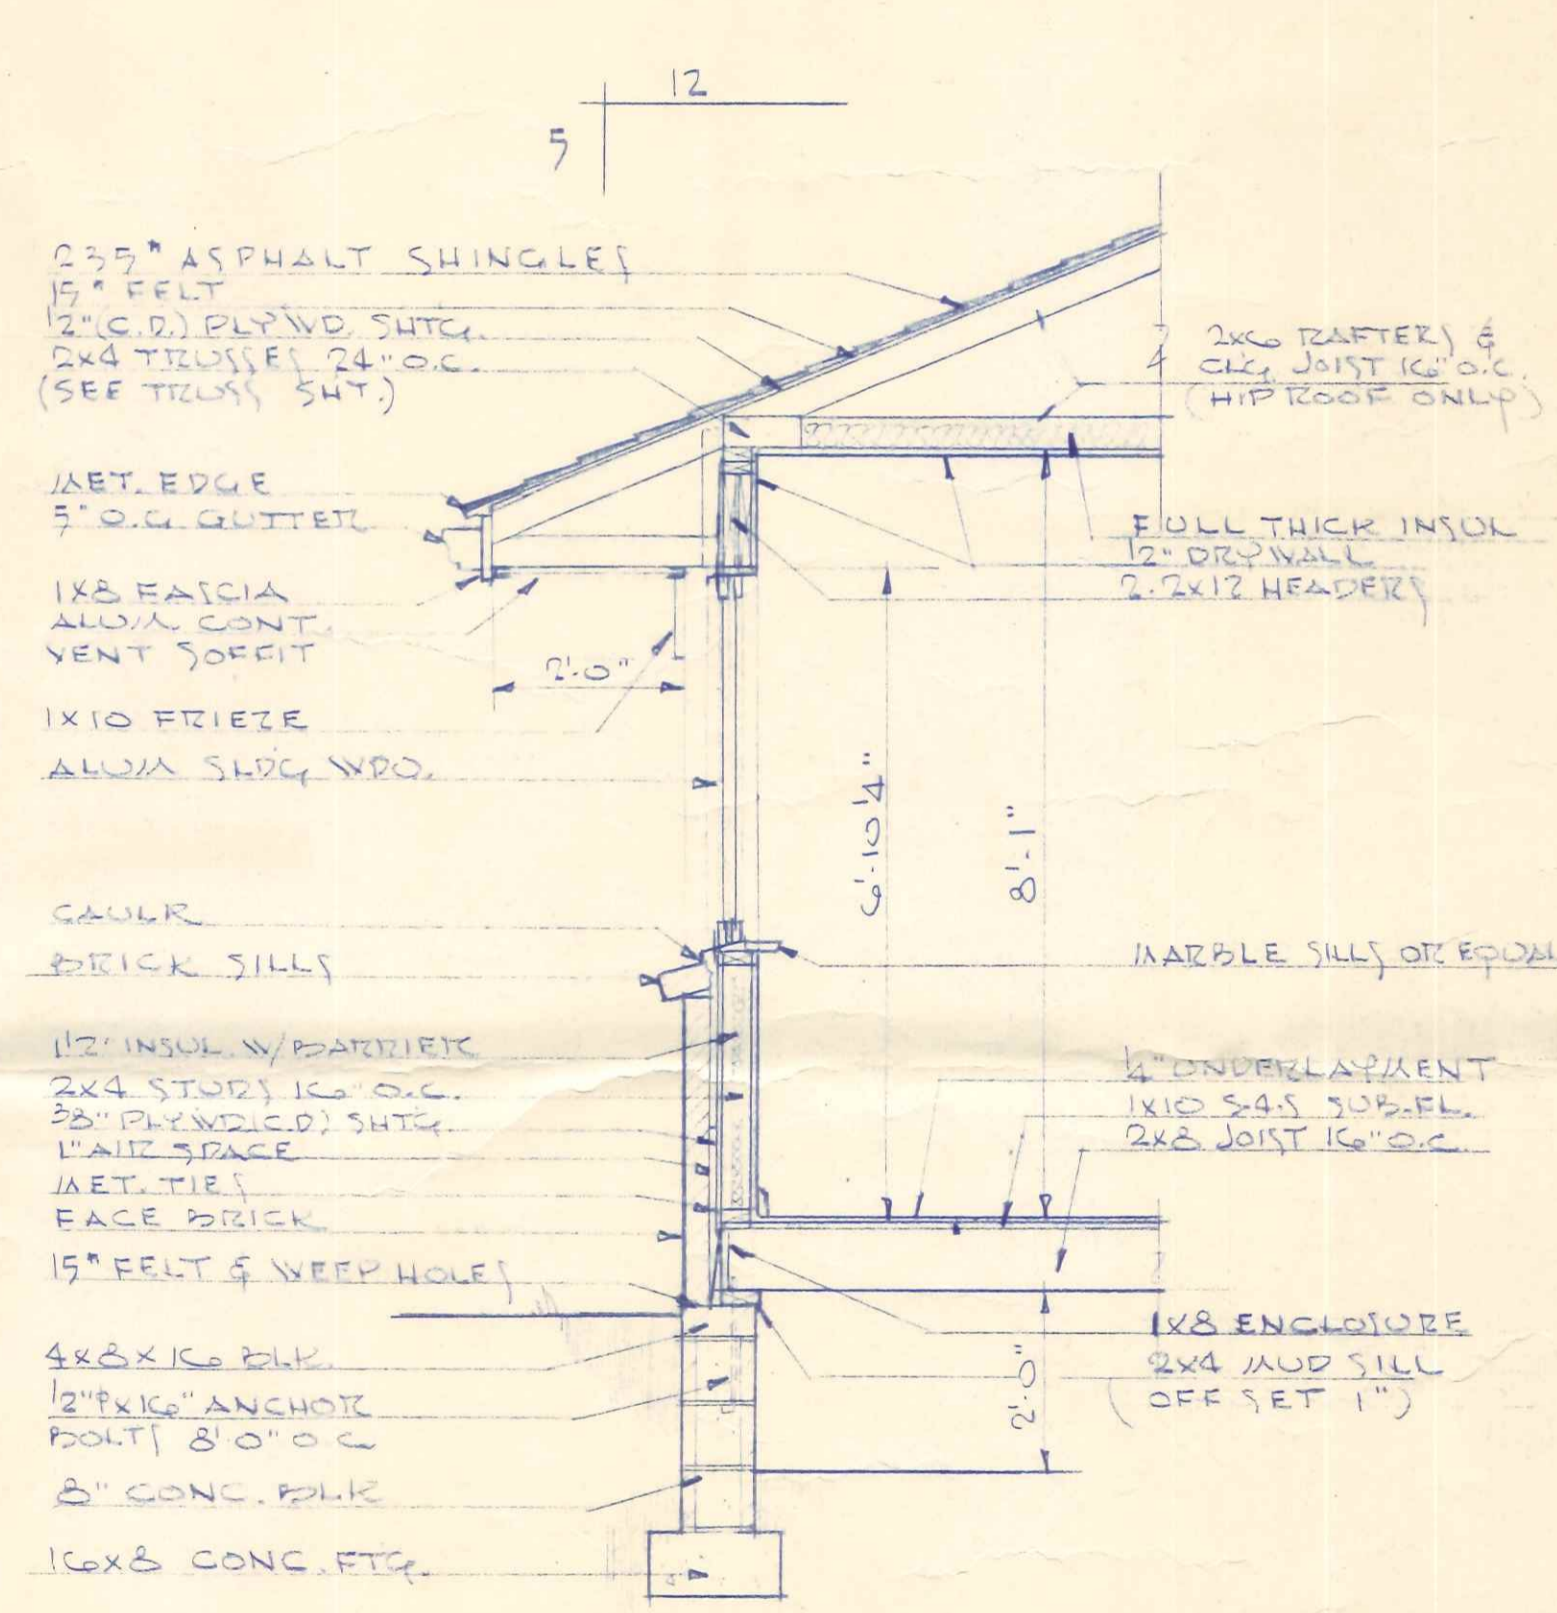 12
5
235# ASPHALT SHINGLES
15# FELT
1/2" (C.D.) PLYWD. SHTG.
2x4 TRUSSES 24" O.C.
(SEE TRUSS SHT.)
2x6 RAFTERS &
CLG. JOIST 16" O.C.
(HIP ROOF ONLY)
MET. EDGE
5" O.G GUTTER
FULL THICK INSUL
1/2" DRYWALL
2-2x12 HEADERS
1x8 FASCIA
ALUM. CONT.
VENT SOFFIT
2'-0"
1x10 FRIEZE
ALUM SLDG WDO.
6'-10 1/4"
8'-1"
CAULK
BRICK SILLS
MARBLE SILLS OR EQUAL
1 1/2" INSUL. W/BARRIER
2x4 STUDS 16" O.C.
3/8" PLYWD (C.D) SHTG.
1" AIR SPACE
MET. TIES
FACE BRICK
15# FELT & WEEP HOLES
1/4" UNDERLAYMENT
1x10 S-4-S SUB-FL.
2x8 JOIST 16" O.C.
1x8 ENCLOSURE
2x4 MUD SILL
(OFF SET 1")
2'-0"
4x8x16 BLK.
1/2"φx16" ANCHOR
BOLTS 8'0" O.C
8" CONC. BLK
16x8 CONC. FTG.